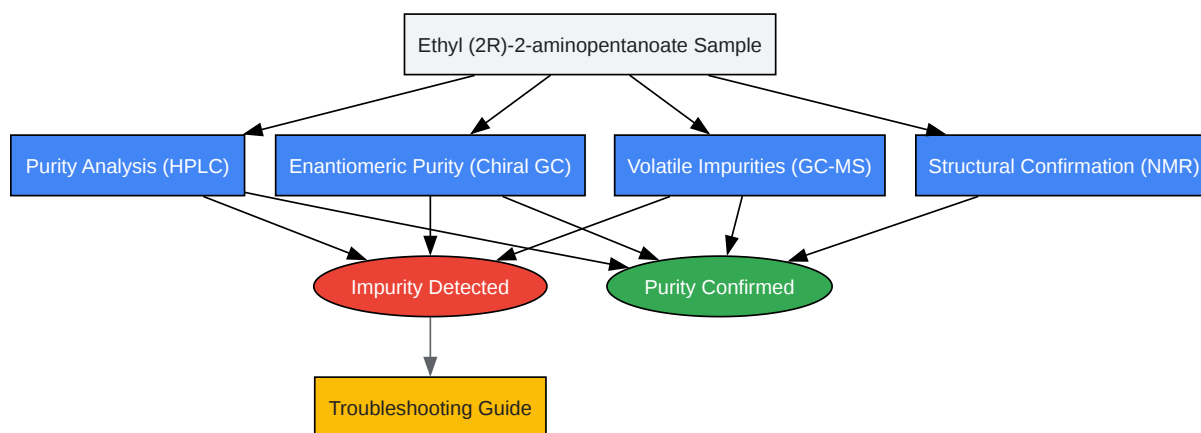 Ethyl (2R)-2-aminopentanoate Sample
Purity Analysis (HPLC)
Enantiomeric Purity (Chiral GC)
Volatile Impurities (GC-MS)
Structural Confirmation (NMR)
Impurity Detected
Purity Confirmed
Troubleshooting Guide